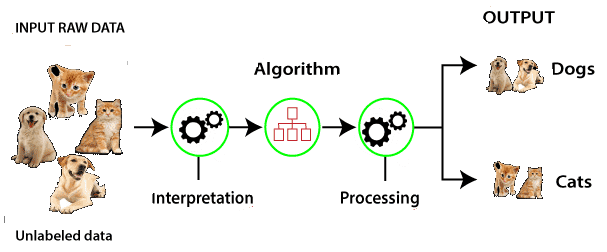 INPUT RAW DATA
OUTPUT
Algorithm
Dogs
Interpretation
Processing
Cats
Unlabeled data